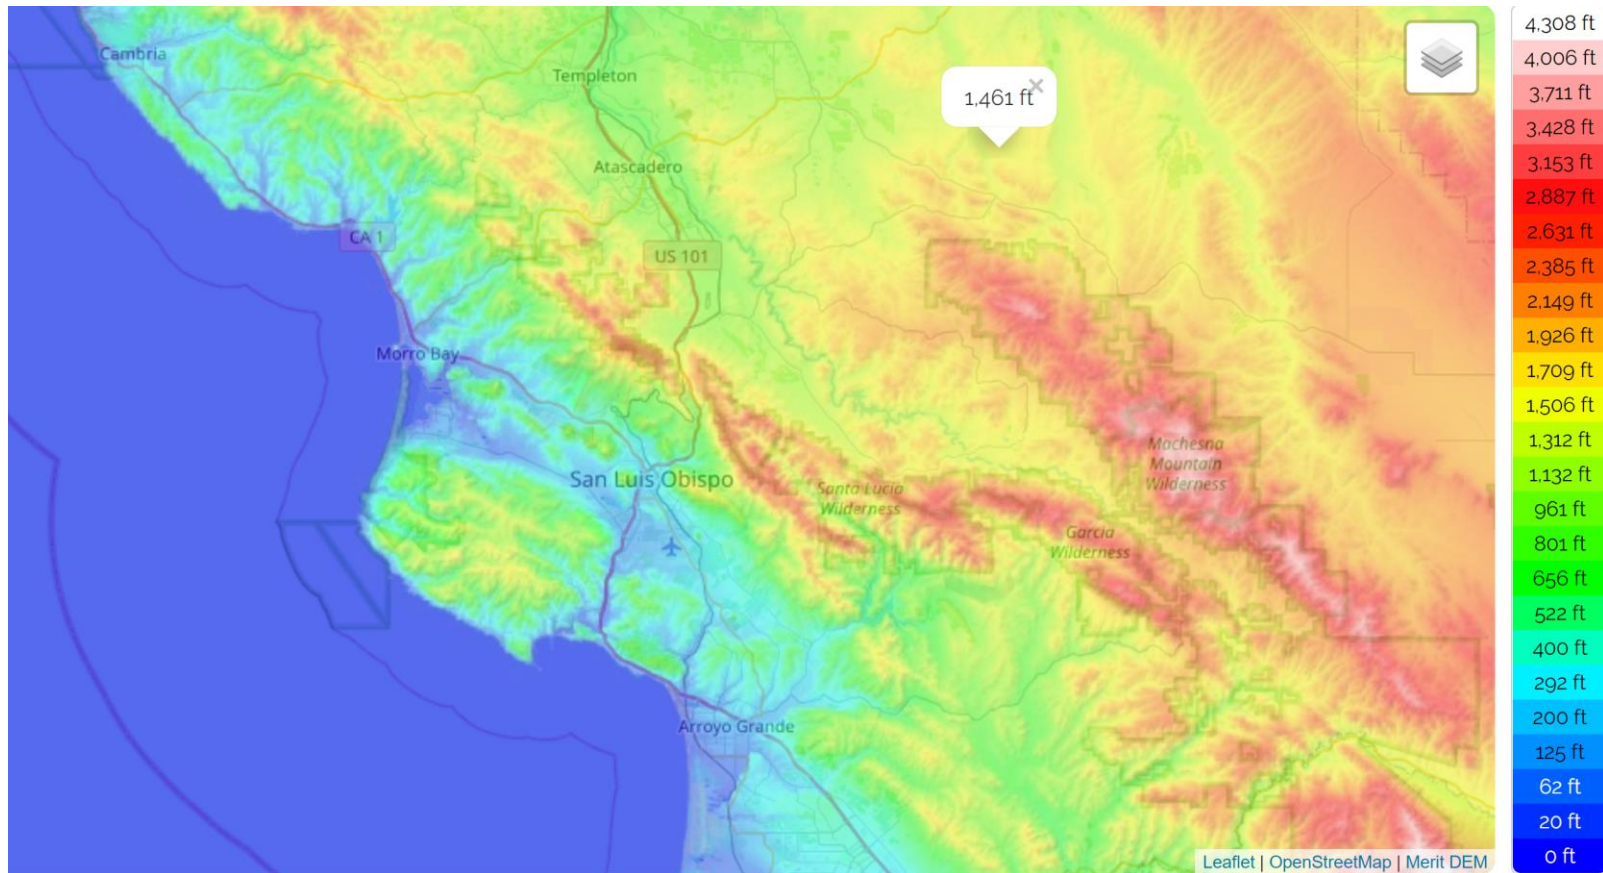 Cambria
Templeton
1,461 ft
×
Atascadero
CA 1
US 101
Morro Bay
San Luis Obispo
Santa Lucia
Wilderness
Machesna
Mountain
Wilderness
Garcia
Wilderness
Arroyo Grande
Leaflet | OpenStreetMap | Merit DEM
4,308 ft
4,006 ft
3,711 ft
3,428 ft
3,153 ft
2,887 ft
2,631 ft
2,385 ft
2,149 ft
1,926 ft
1,709 ft
1,506 ft
1,312 ft
1,132 ft
961 ft
801 ft
656 ft
522 ft
400 ft
292 ft
200 ft
125 ft
62 ft
20 ft
0 ft